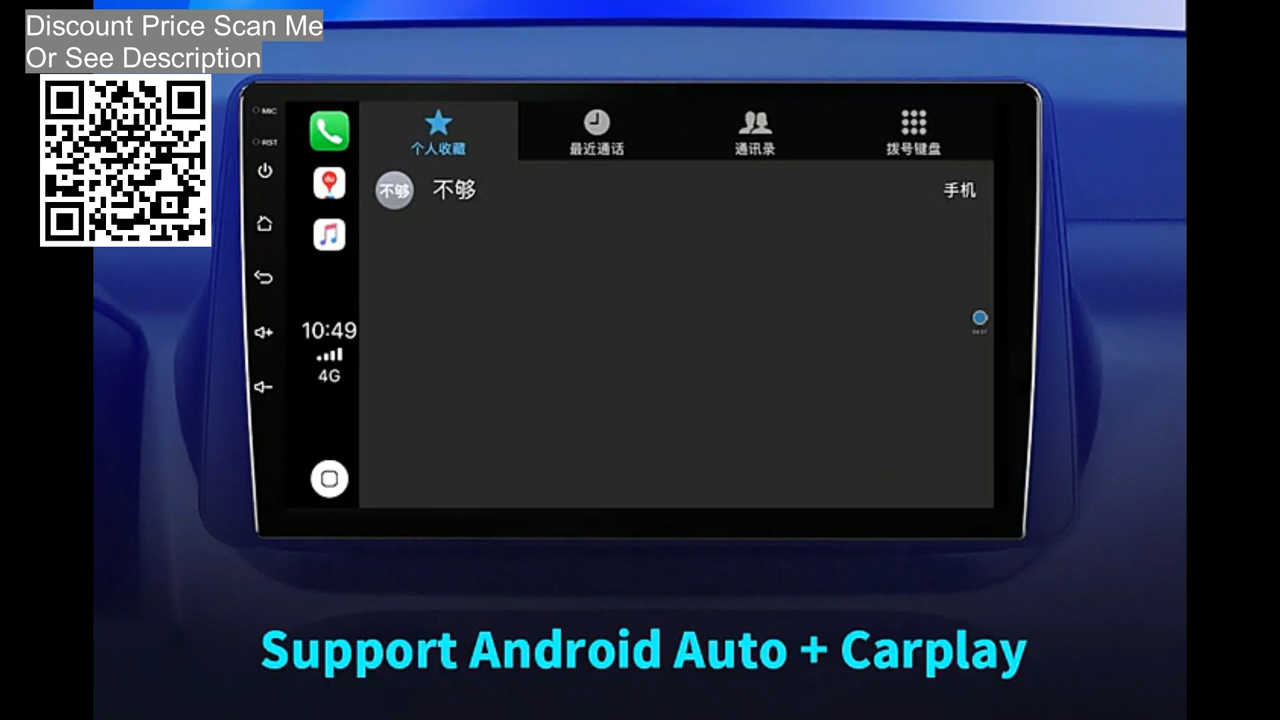 Discount Price Scan Me
Or See Description
MIC
RST
个人收藏
最近通话
通讯录
拨号键盘
不够
不够
手机
10:49
4G
Support Android Auto + Carplay